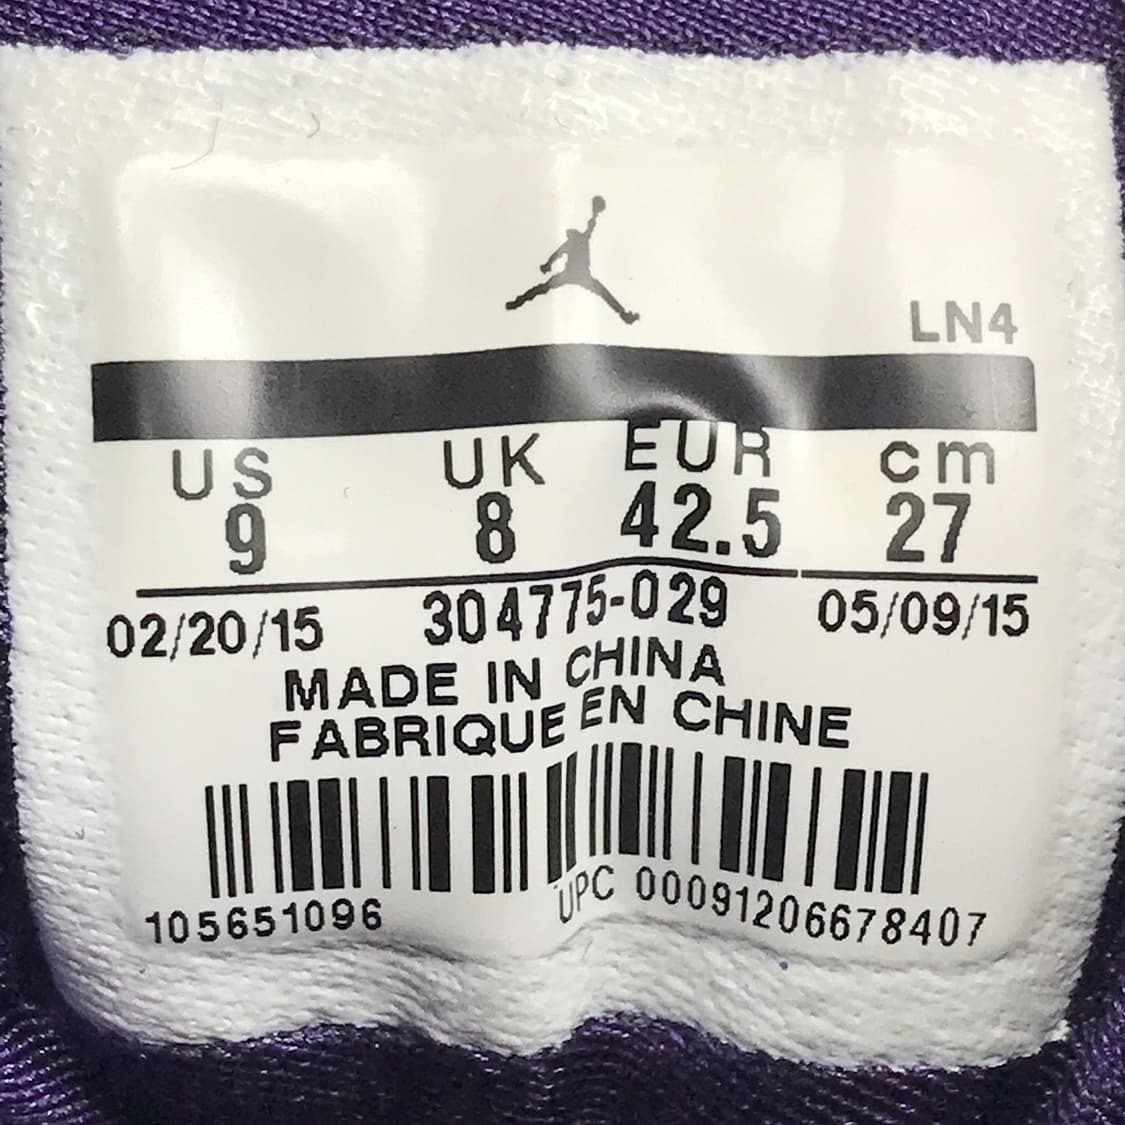 LN4
US UK EUR cm
9 8 42.5 27
02/20/15 304775-029 05/09/15
MADE IN CHINA
FABRIQUE EN CHINE
105651096 UPC 00091206678407